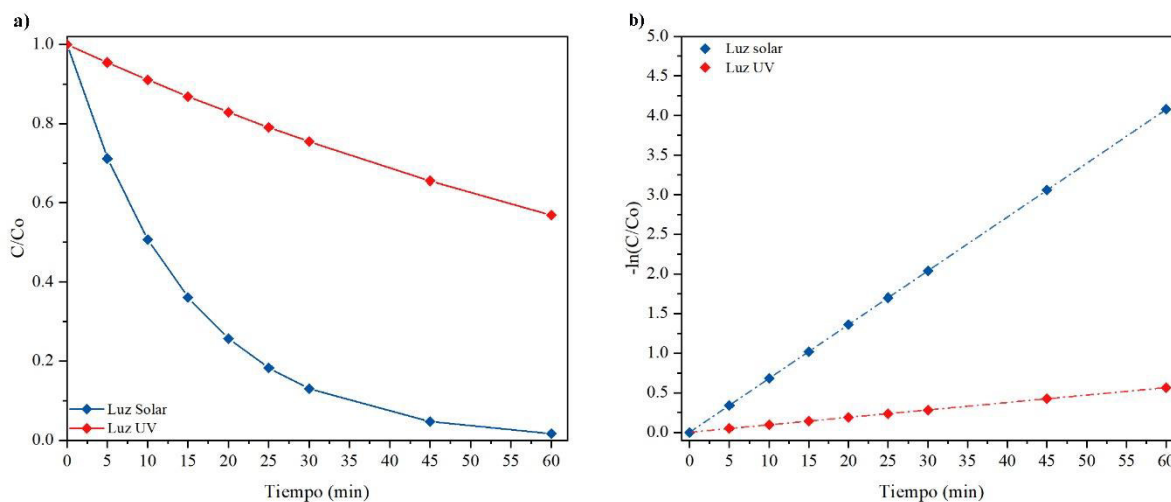 a)
1.0
0.8
0.6
0.4
0.2
0.0
C/Co
Luz Solar
Luz UV
0 5 10 15 20 25 30 35 40 45 50 55 60
Tiempo (min)
b)
5.0
4.5
4.0
3.5
3.0
2.5
2.0
1.5
1.0
0.5
0.0
-ln(C/Co)
Luz solar
Luz UV
0 5 10 15 20 25 30 35 40 45 50 55 60
Tiempo (min)